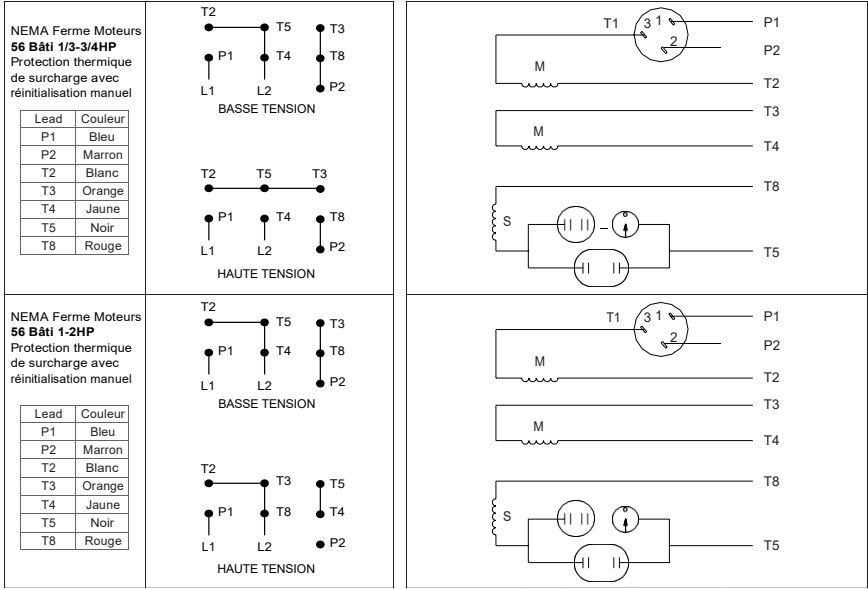 NEMA Ferme Moteurs
56 Bâti 1/3-3/4HP
Protection thermique
de surcharge avec
réinitialisation manuel
Lead Couleur
P1 Bleu
P2 Marron
T2 Blanc
T3 Orange
T4 Jaune
T5 Noir
T8 Rouge
T2
T5 T3
P1 T4 T8
L1 L2 P2
BASSE TENSION
T2 T5 T3
P1 T4 T8
L1 L2 P2
HAUTE TENSION
T1 3 1 P1
2 P2
M
T2
T3
M
T4
T8
S
T5
NEMA Ferme Moteurs
56 Bâti 1-2HP
Protection thermique
de surcharge avec
réinitialisation manuel
Lead Couleur
P1 Bleu
P2 Marron
T2 Blanc
T3 Orange
T4 Jaune
T5 Noir
T8 Rouge
T2
T5 T3
P1 T4 T8
L1 L2 P2
BASSE TENSION
T2
T3 T5
P1 T8 T4
L1 L2 P2
HAUTE TENSION
T1 3 1 P1
2 P2
M
T2
T3
M
T4
T8
S
T5